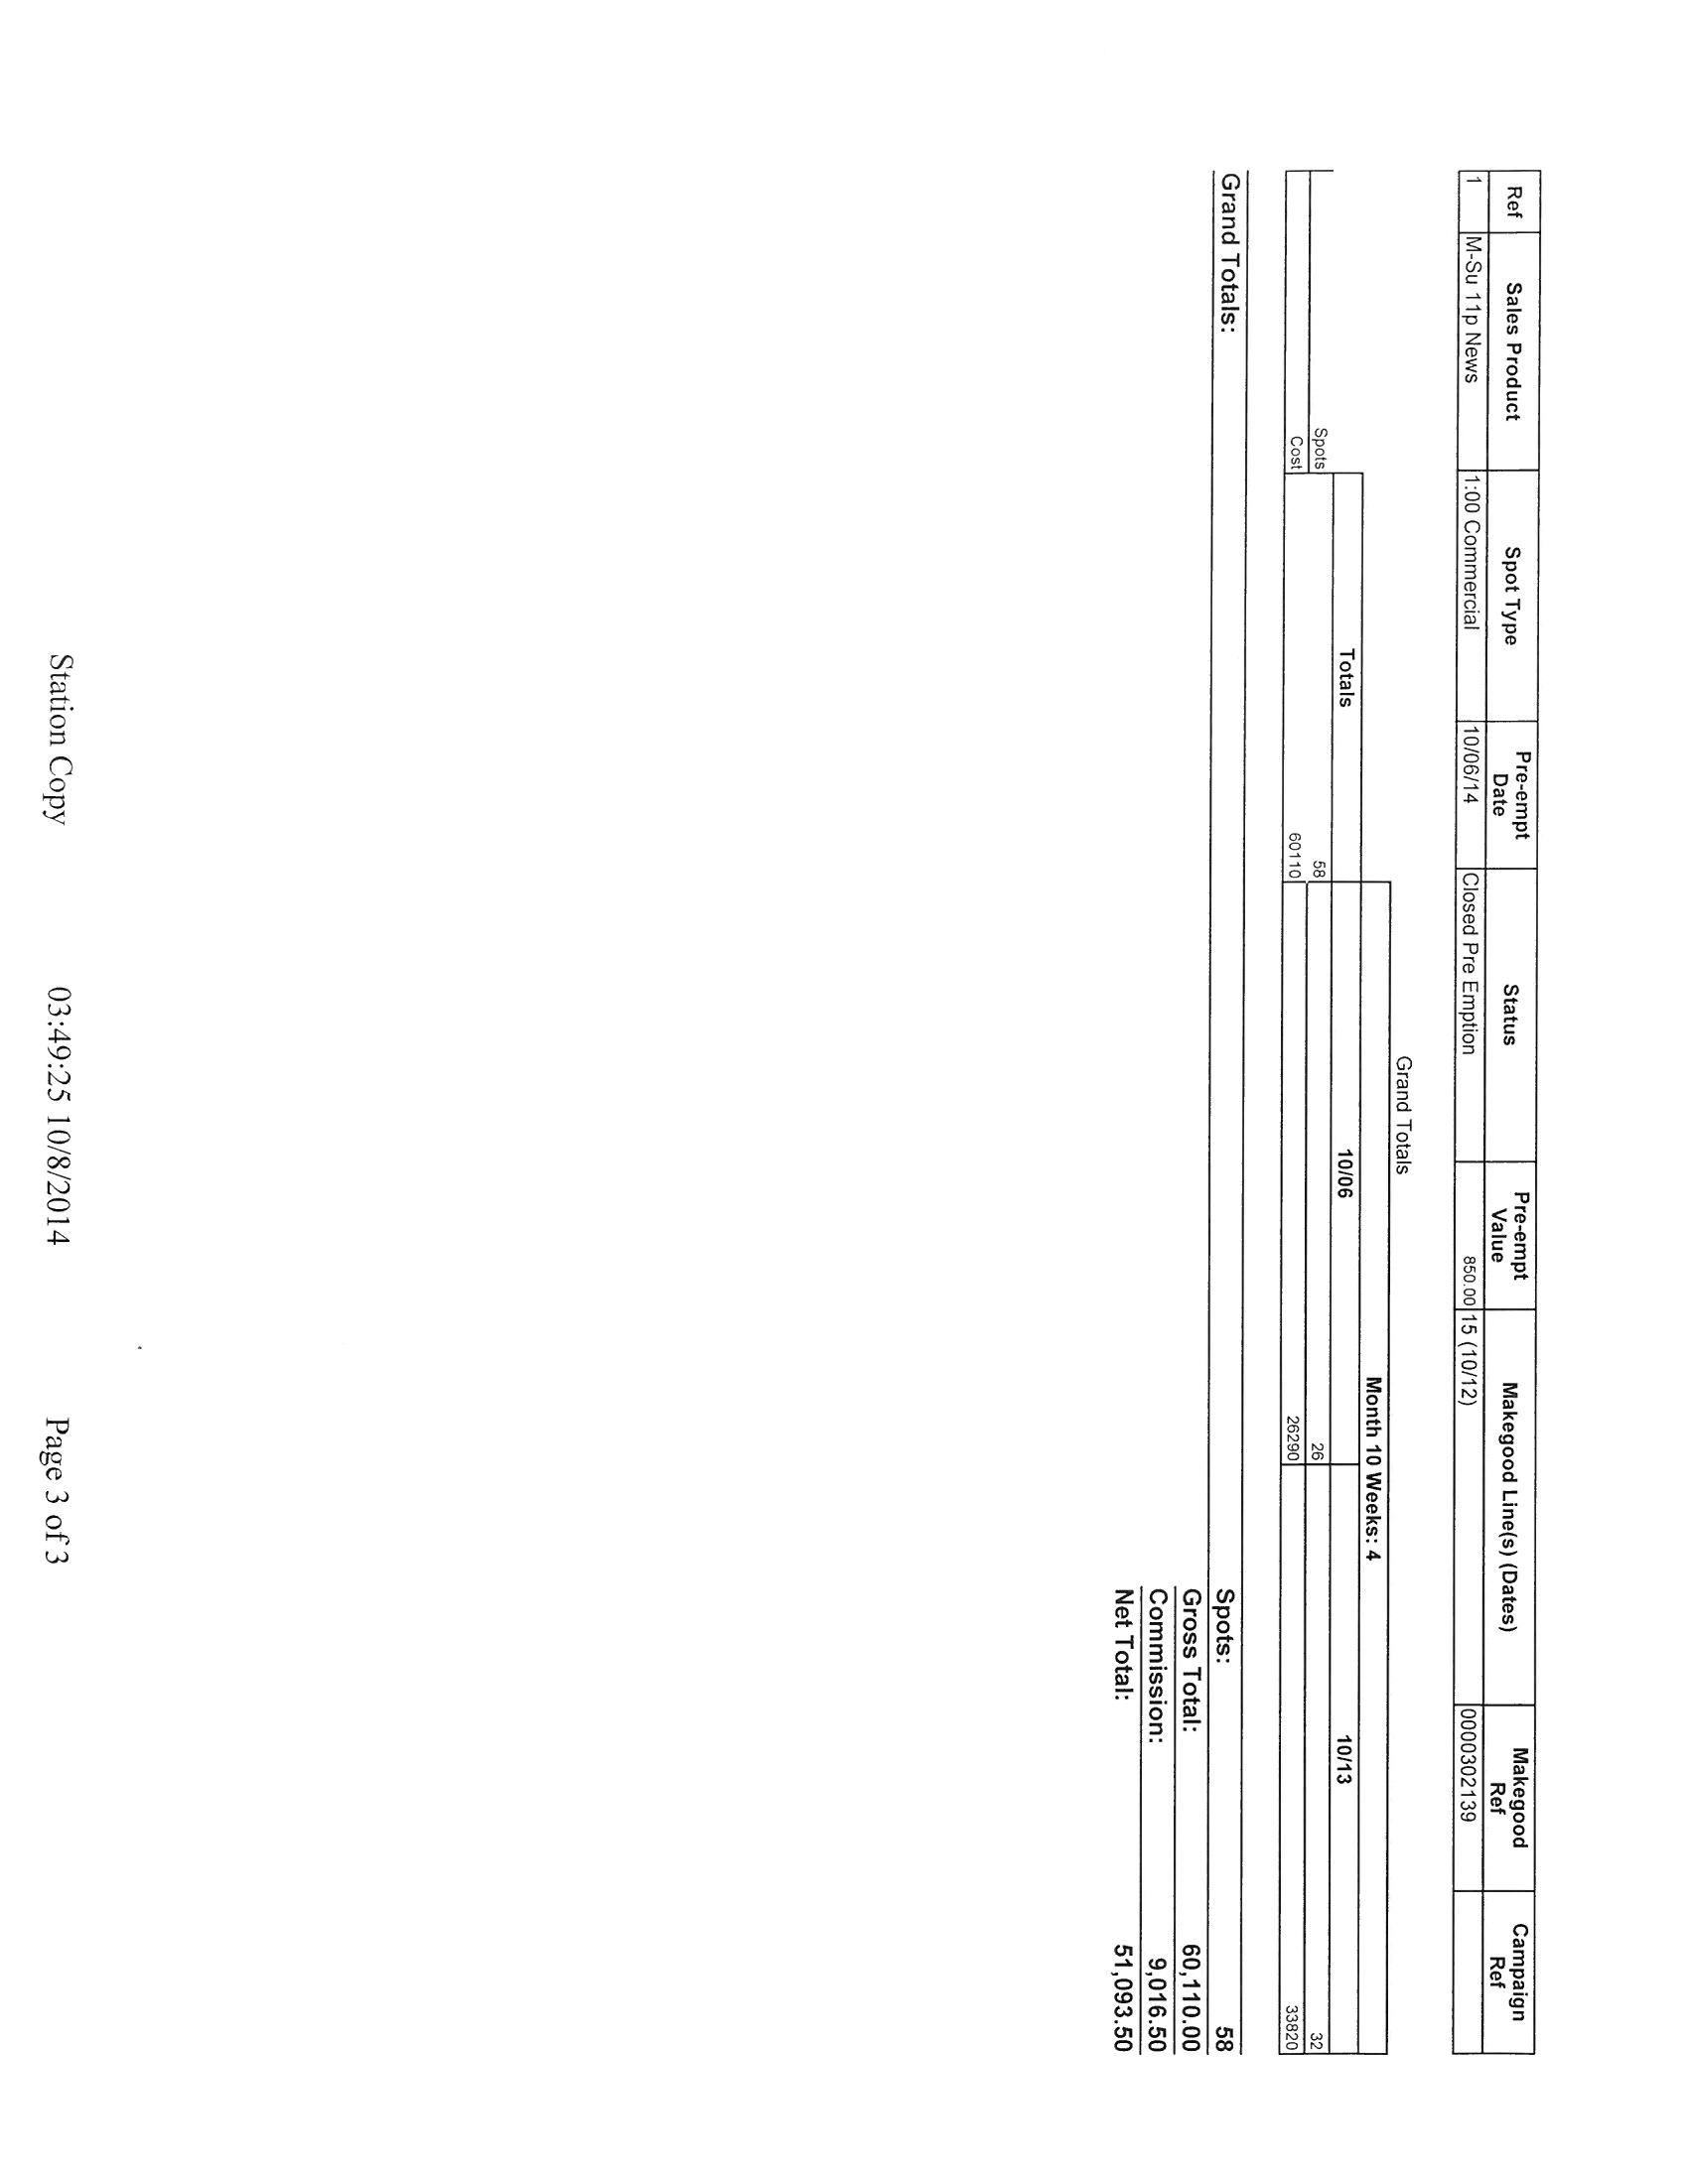 Ref Sales Product Spot Type Pre-empt Date Status Pre-empt Value Makegood Line(s) (Dates) Makegood Ref Campaign Ref
1 M-Su 11p News 1:00 Commercial 10/06/14 Closed Pre Emption 850.00 15 (10/12) 0000302139
Grand Totals
Month 10 Weeks: 4
Totals 10/06 10/13
Spots 58 26 32
Cost 60110 26290 33820
Grand Totals: Spots: 58
Gross Total: 60,110.00
Commission: 9,016.50
Net Total: 51,093.50
Station Copy 03:49:25 10/8/2014 Page 3 of 3